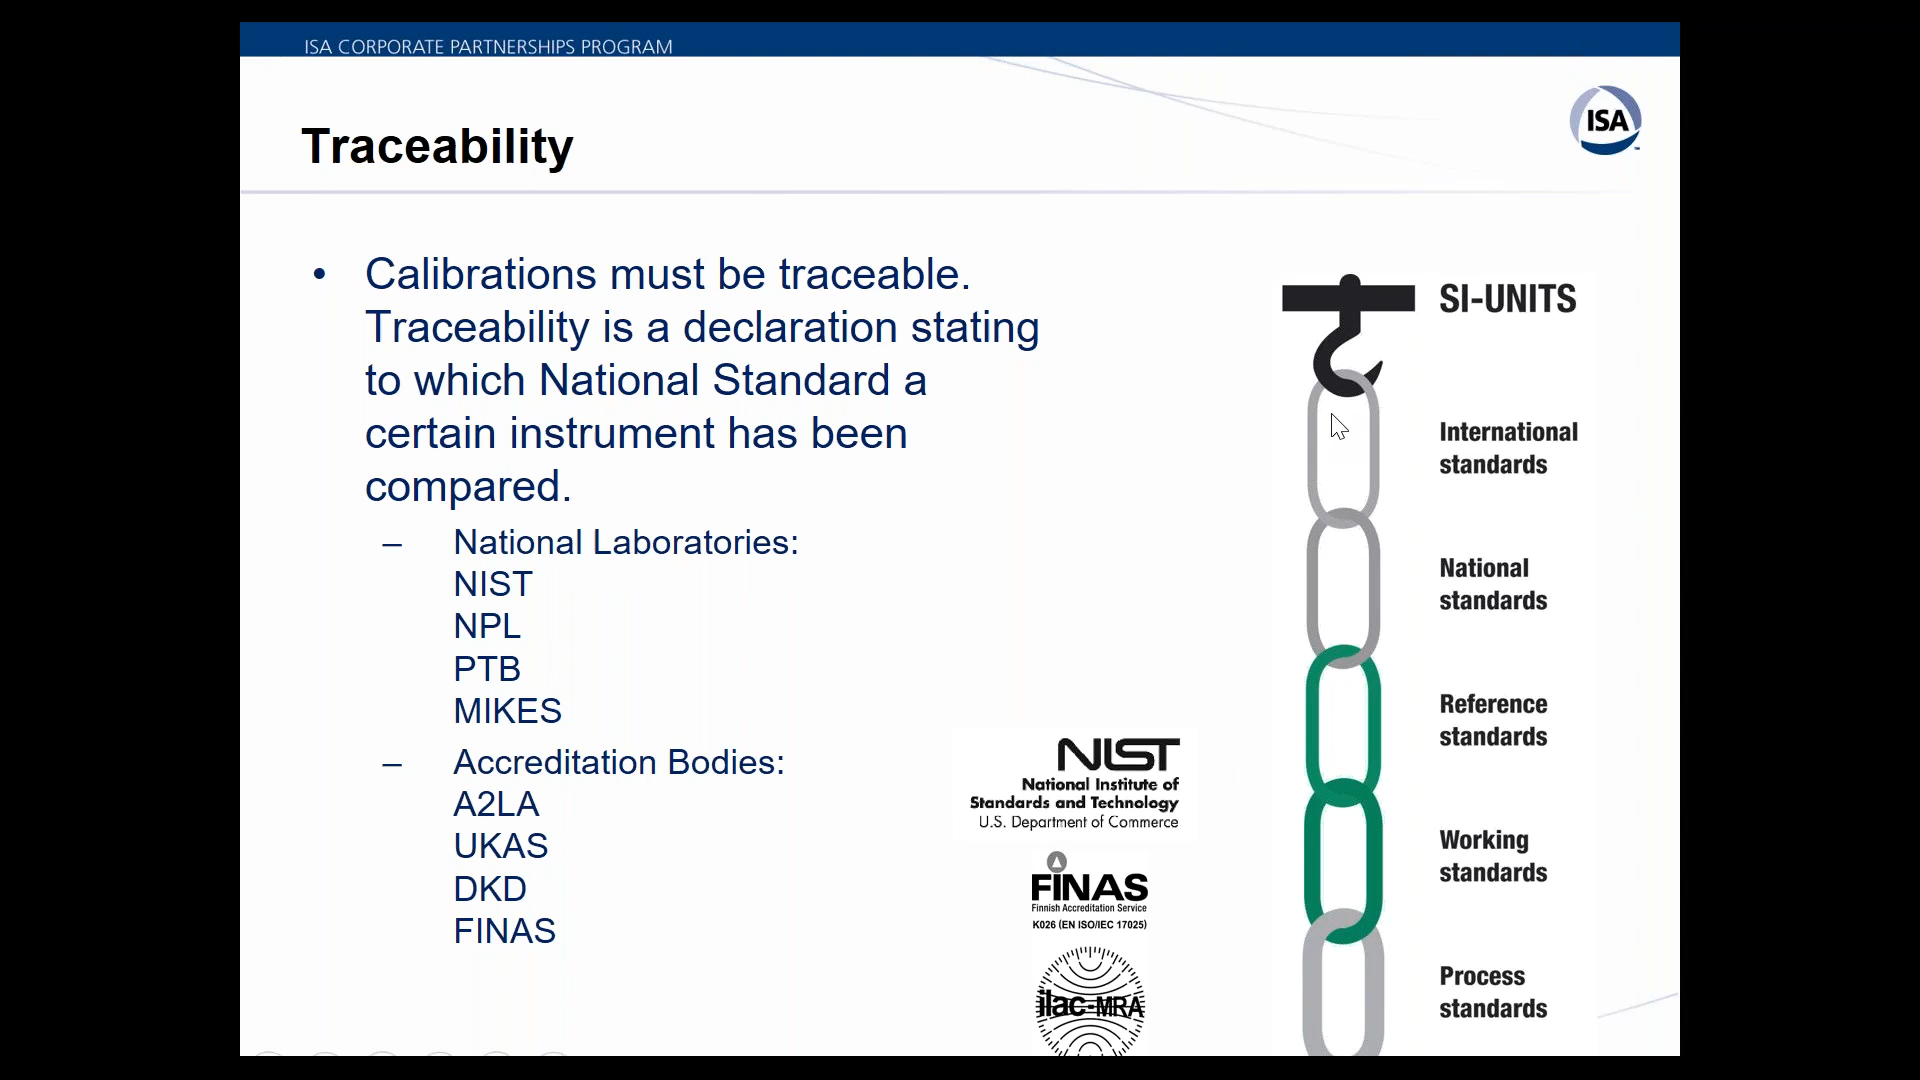 ISA CORPORATE PARTNERSHIPS PROGRAM
ISA
Traceability
• Calibrations must be traceable.
Traceability is a declaration stating
to which National Standard a
certain instrument has been
compared.
– National Laboratories:
NIST
NPL
PTB
MIKES
– Accreditation Bodies:
A2LA
UKAS
DKD
FINAS
NIST
National Institute of
Standards and Technology
U.S. Department of Commerce
FINAS
Finnish Accreditation Service
K026 (EN ISO/IEC 17025)
ilac-MRA
SI-UNITS
International
standards
National
standards
Reference
standards
Working
standards
Process
standards